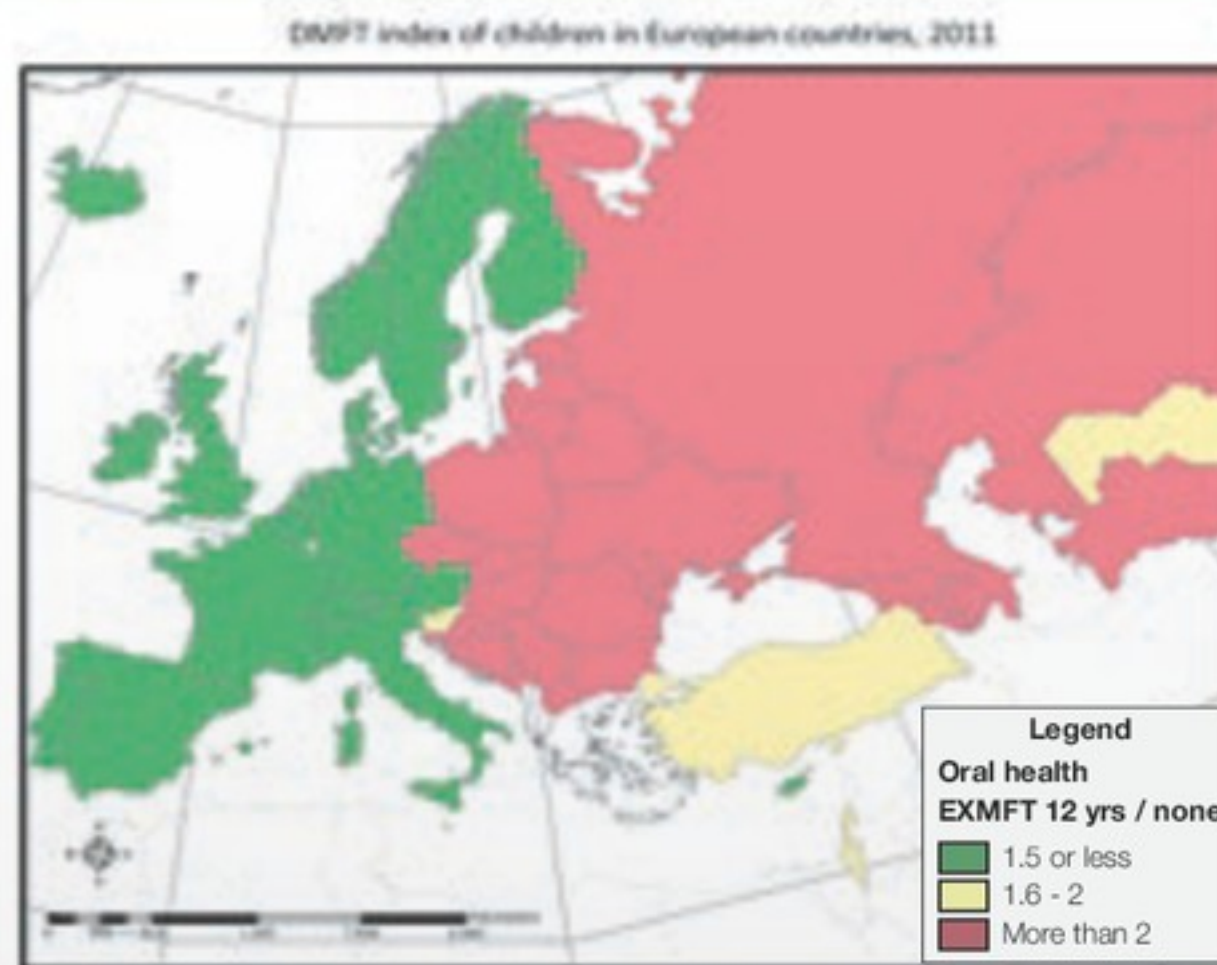 DMFT index of children in European countries, 2011
Legend
Oral health
EXMFT 12 yrs / none
1.5 or less
1.6 - 2
More than 2